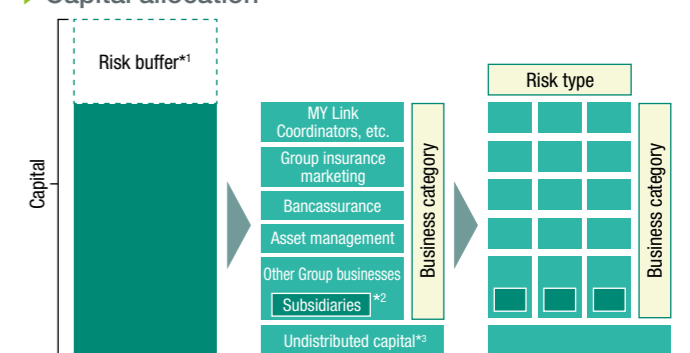 Capital allocation
Risk buffer*1
Capital
MY Link
Coordinators, etc.
Group insurance
marketing
Bancassurance
Asset management
Other Group businesses
Subsidiaries *2
Undistributed capital*3
Business category
Risk type
Business category